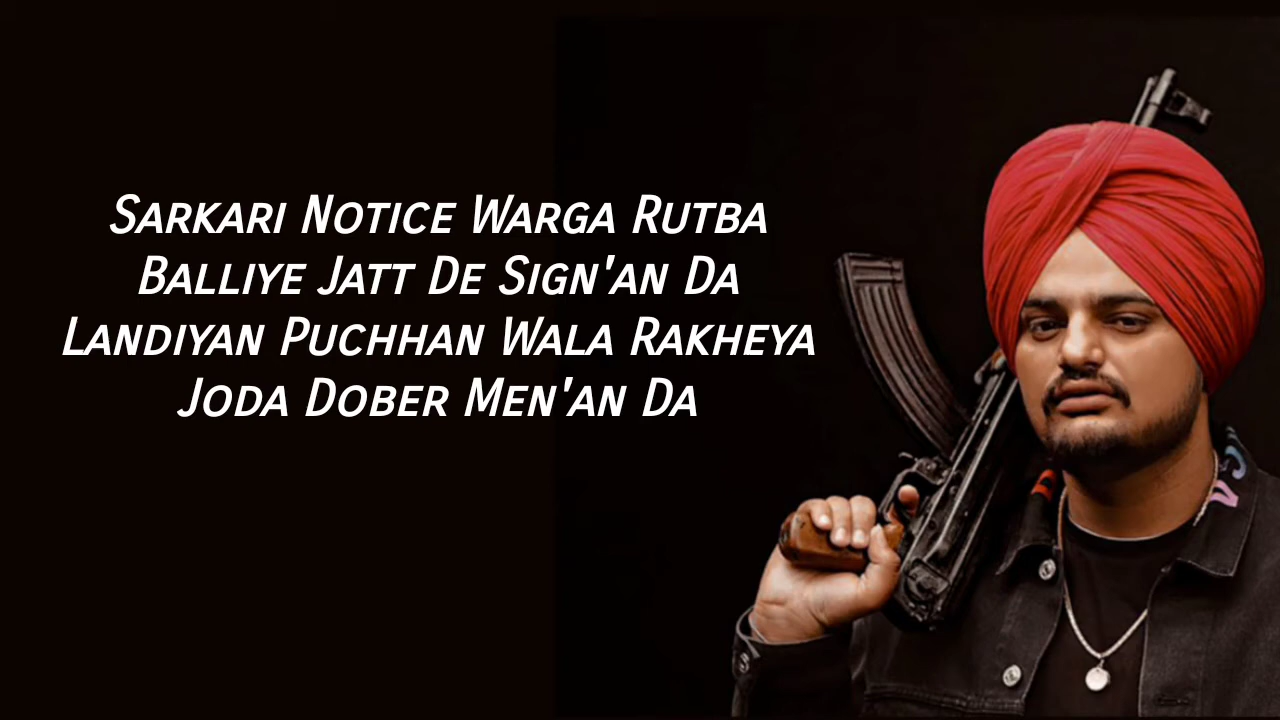 Sarkari Notice Warga Rutba
Balliye Jatt De Sign'an Da
Landiyan Puchhan Wala Rakheya
Joda Dober Men'an Da